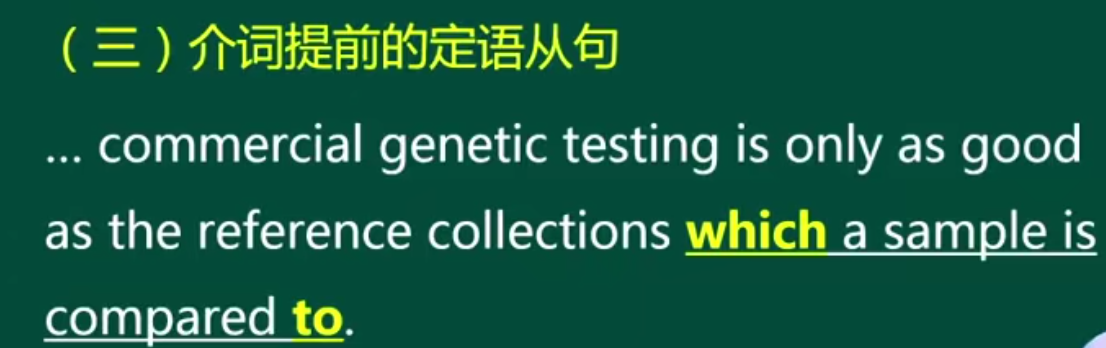 （三）介词提前的定语从句
... commercial genetic testing is only as good
as the reference collections which a sample is
compared to.